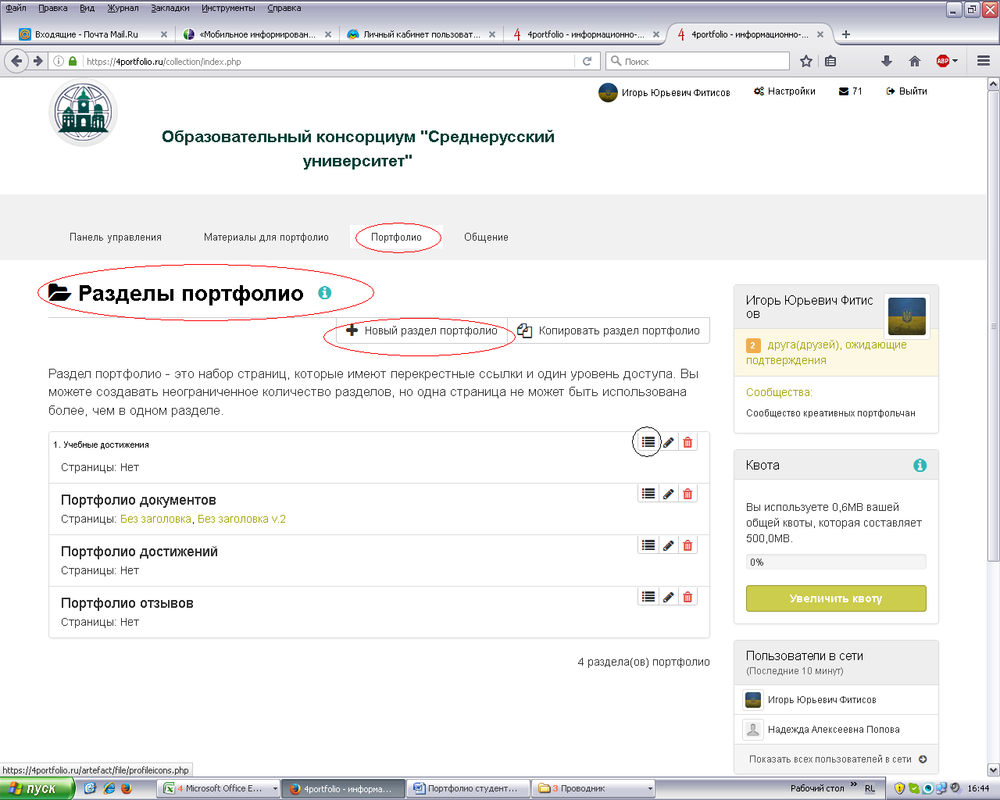 Файл Правка Вид Журнал Закладки Инструменты Справка
Входящие - Почта Mail.Ru
«Мобильное информирован...
Личный кабинет пользоват...
4portfolio - информационно-...
4portfolio - информационно-...
https://4portfolio.ru/collection/index.php
Поиск
ABP
Игорь Юрьевич Фитисов
Настройки
71
Выйти
Образовательный консорциум "Среднерусский
университет"
Панель управления
Материалы для портфолио
Портфолио
Общение
Разделы портфолио
Новый раздел портфолио
Копировать раздел портфолио
Раздел портфолио - это набор страниц, которые имеют перекрестные ссылки и один уровень доступа. Вы
можете создавать неограниченное количество разделов, но одна страница не может быть использована
более, чем в одном разделе.
1. Учебные достижения
Страницы: Нет
Портфолио документов
Страницы: Без заголовка, Без заголовка v.2
Портфолио достижений
Страницы: Нет
Портфолио отзывов
Страницы: Нет
4 раздела(ов) портфолио
Игорь Юрьевич Фитис
ов
2 друга(друзей), ожидающие
подтверждения
Сообщества:
Сообщество креативных портфольчан
Квота
Вы используете 0,6MB вашей
общей квоты, которая составляет
500,0MB.
0%
Увеличить квоту
Пользователи в сети
(Последние 10 минут)
Игорь Юрьевич Фитисов
Надежда Алексеевна Попова
Показать всех пользователей в сети
https://4portfolio.ru/artefact/file/profileicons.php
пуск
4 Microsoft Office E...
4portfolio - информа...
Портфолио студент...
3 Проводник
Рабочий стол
»
RL
16:44